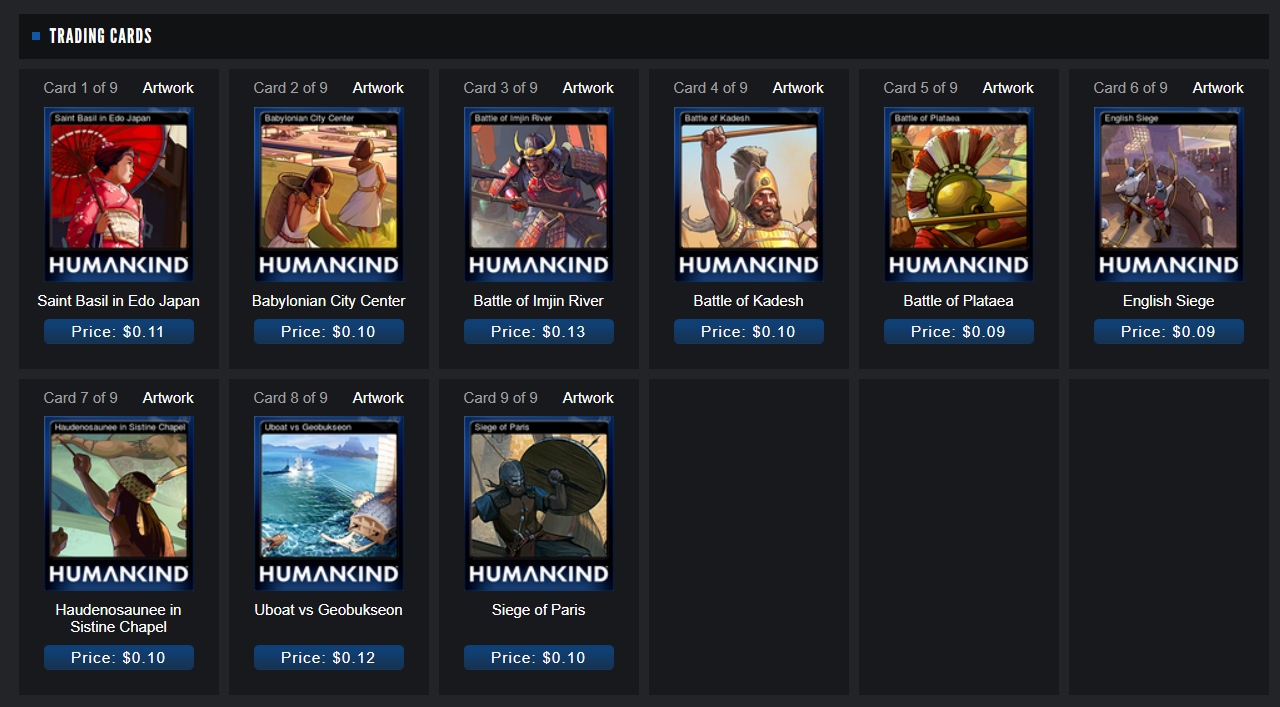 TRADING CARDS
Card 1 of 9 Artwork
Saint Basil in Edo Japan
HUMANKIND
Saint Basil in Edo Japan
Price: $0.11
Card 2 of 9 Artwork
Babylonian City Center
HUMANKIND
Babylonian City Center
Price: $0.10
Card 3 of 9 Artwork
Battle of Imjin River
HUMANKIND
Battle of Imjin River
Price: $0.13
Card 4 of 9 Artwork
Battle of Kadesh
HUMANKIND
Battle of Kadesh
Price: $0.10
Card 5 of 9 Artwork
Battle of Plataea
HUMANKIND
Battle of Plataea
Price: $0.09
Card 6 of 9 Artwork
English Siege
HUMANKIND
English Siege
Price: $0.09
Card 7 of 9 Artwork
Haudenosaunee in Sistine Chapel
HUMANKIND
Haudenosaunee in
Sistine Chapel
Price: $0.10
Card 8 of 9 Artwork
Uboat vs Geobukseon
HUMANKIND
Uboat vs Geobukseon
Price: $0.12
Card 9 of 9 Artwork
Siege of Paris
HUMANKIND
Siege of Paris
Price: $0.10